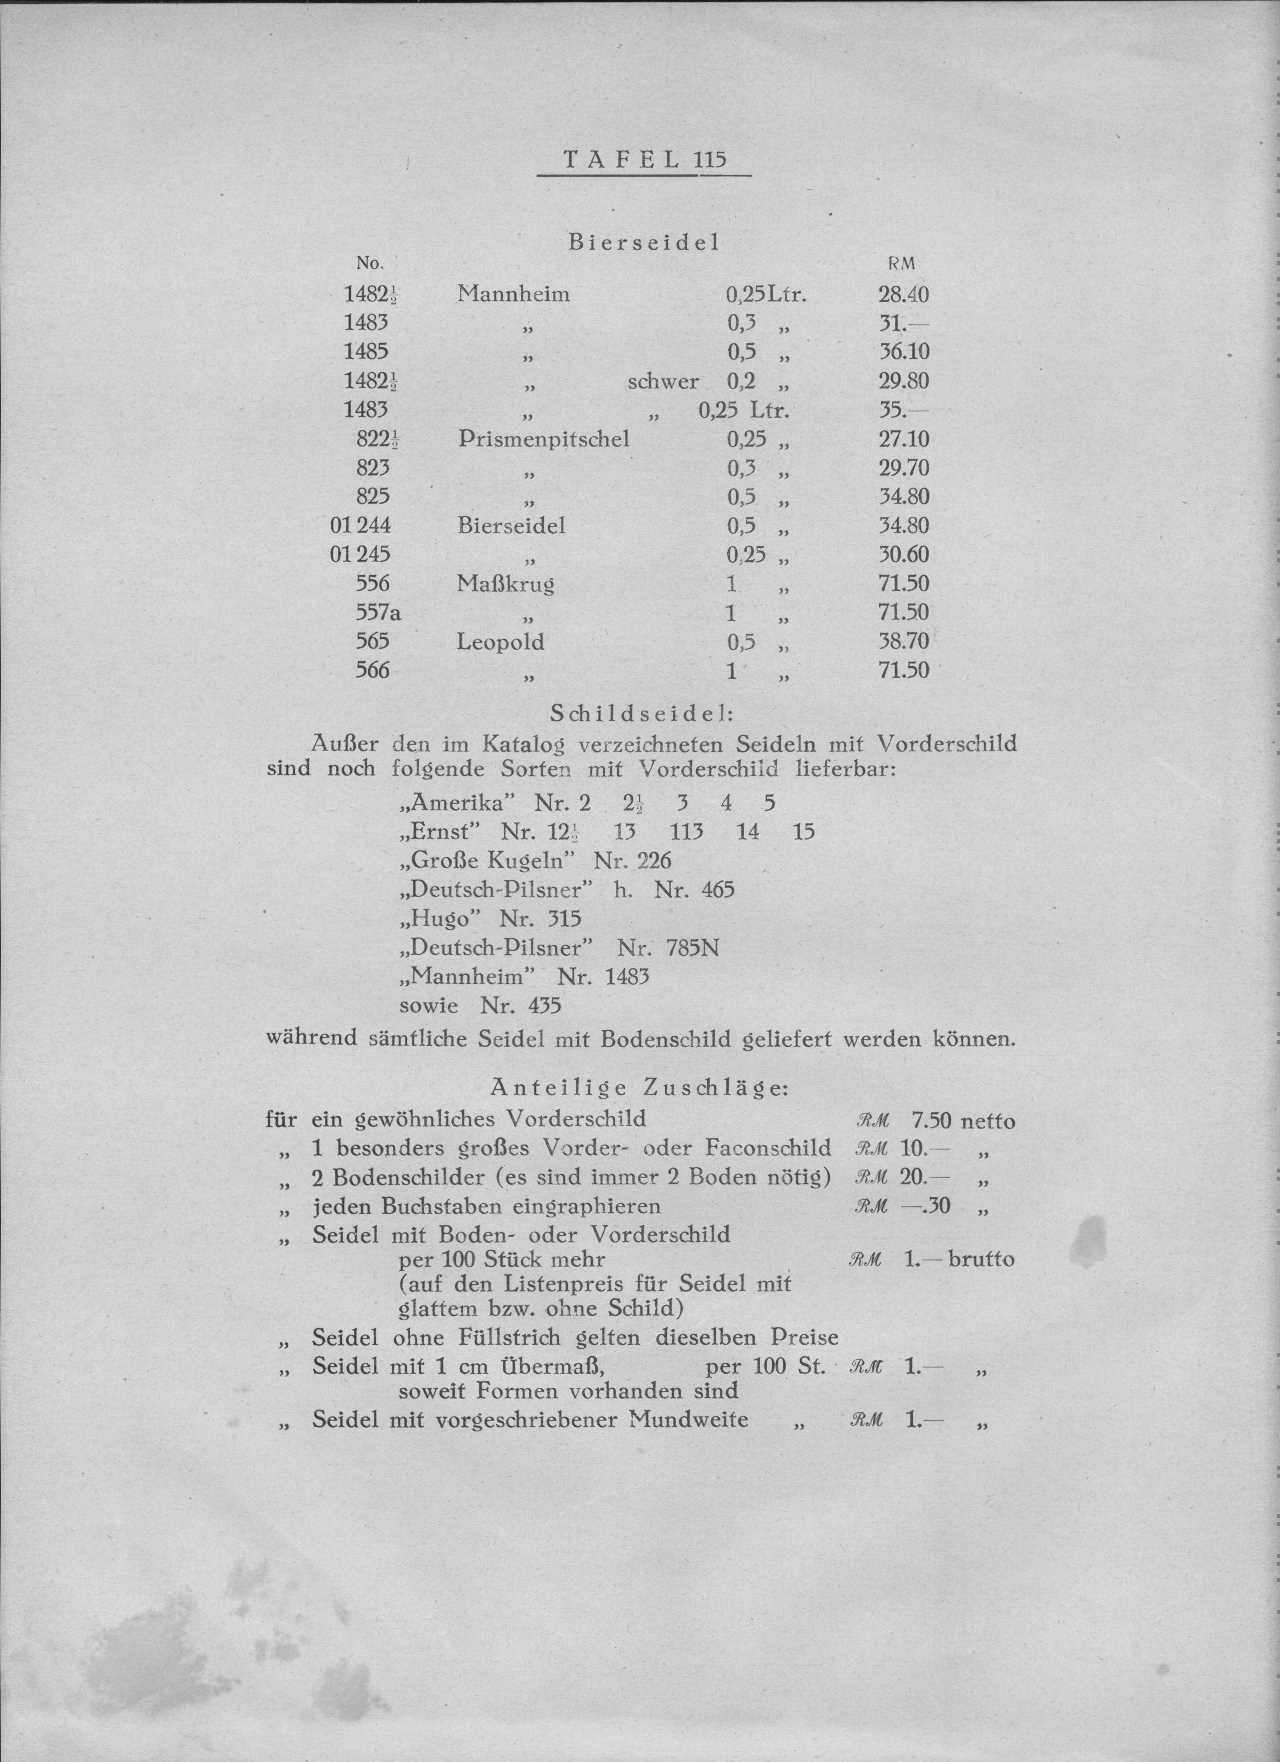 TAFEL 115
Bierseidel
No. RM
1482½ Mannheim 0,25 Ltr. 28.40
1483 „ 0,3 „ 31.—
1485 „ 0,5 „ 36.10
1482½ „ schwer 0,2 „ 29.80
1483 „ „ 0,25 Ltr. 35.—
822½ Prismenpitschel 0,25 „ 27.10
823 „ 0,3 „ 29.70
825 „ 0,5 „ 34.80
01 244 Bierseidel 0,5 „ 34.80
01 245 „ 0,25 „ 30.60
556 Maßkrug 1 „ 71.50
557a „ 1 „ 71.50
565 Leopold 0,5 „ 38.70
566 „ 1 „ 71.50
Schildseidel:
Außer den im Katalog verzeichneten Seideln mit Vorderschild
sind noch folgende Sorten mit Vorderschild lieferbar:
„Amerika” Nr. 2 2½ 3 4 5
„Ernst” Nr. 12½ 13 113 14 15
„Große Kugeln” Nr. 226
„Deutsch-Pilsner” h. Nr. 465
„Hugo” Nr. 315
„Deutsch-Pilsner” Nr. 785N
„Mannheim” Nr. 1483
sowie Nr. 435
während sämtliche Seidel mit Bodenschild geliefert werden können.
Anteilige Zuschläge:
für ein gewöhnliches Vorderschild RM 7.50 netto
„ 1 besonders großes Vorder- oder Faconschild RM 10.— „
„ 2 Bodenschilder (es sind immer 2 Boden nötig) RM 20.— „
„ jeden Buchstaben eingraphieren RM —.30 „
„ Seidel mit Boden- oder Vorderschild
per 100 Stück mehr RM 1.— brutto
(auf den Listenpreis für Seidel mit
glattem bzw. ohne Schild)
„ Seidel ohne Füllstrich gelten dieselben Preise
„ Seidel mit 1 cm Übermaß, per 100 St. RM 1.— „
soweit Formen vorhanden sind
„ Seidel mit vorgeschriebener Mundweite „ RM 1.— „